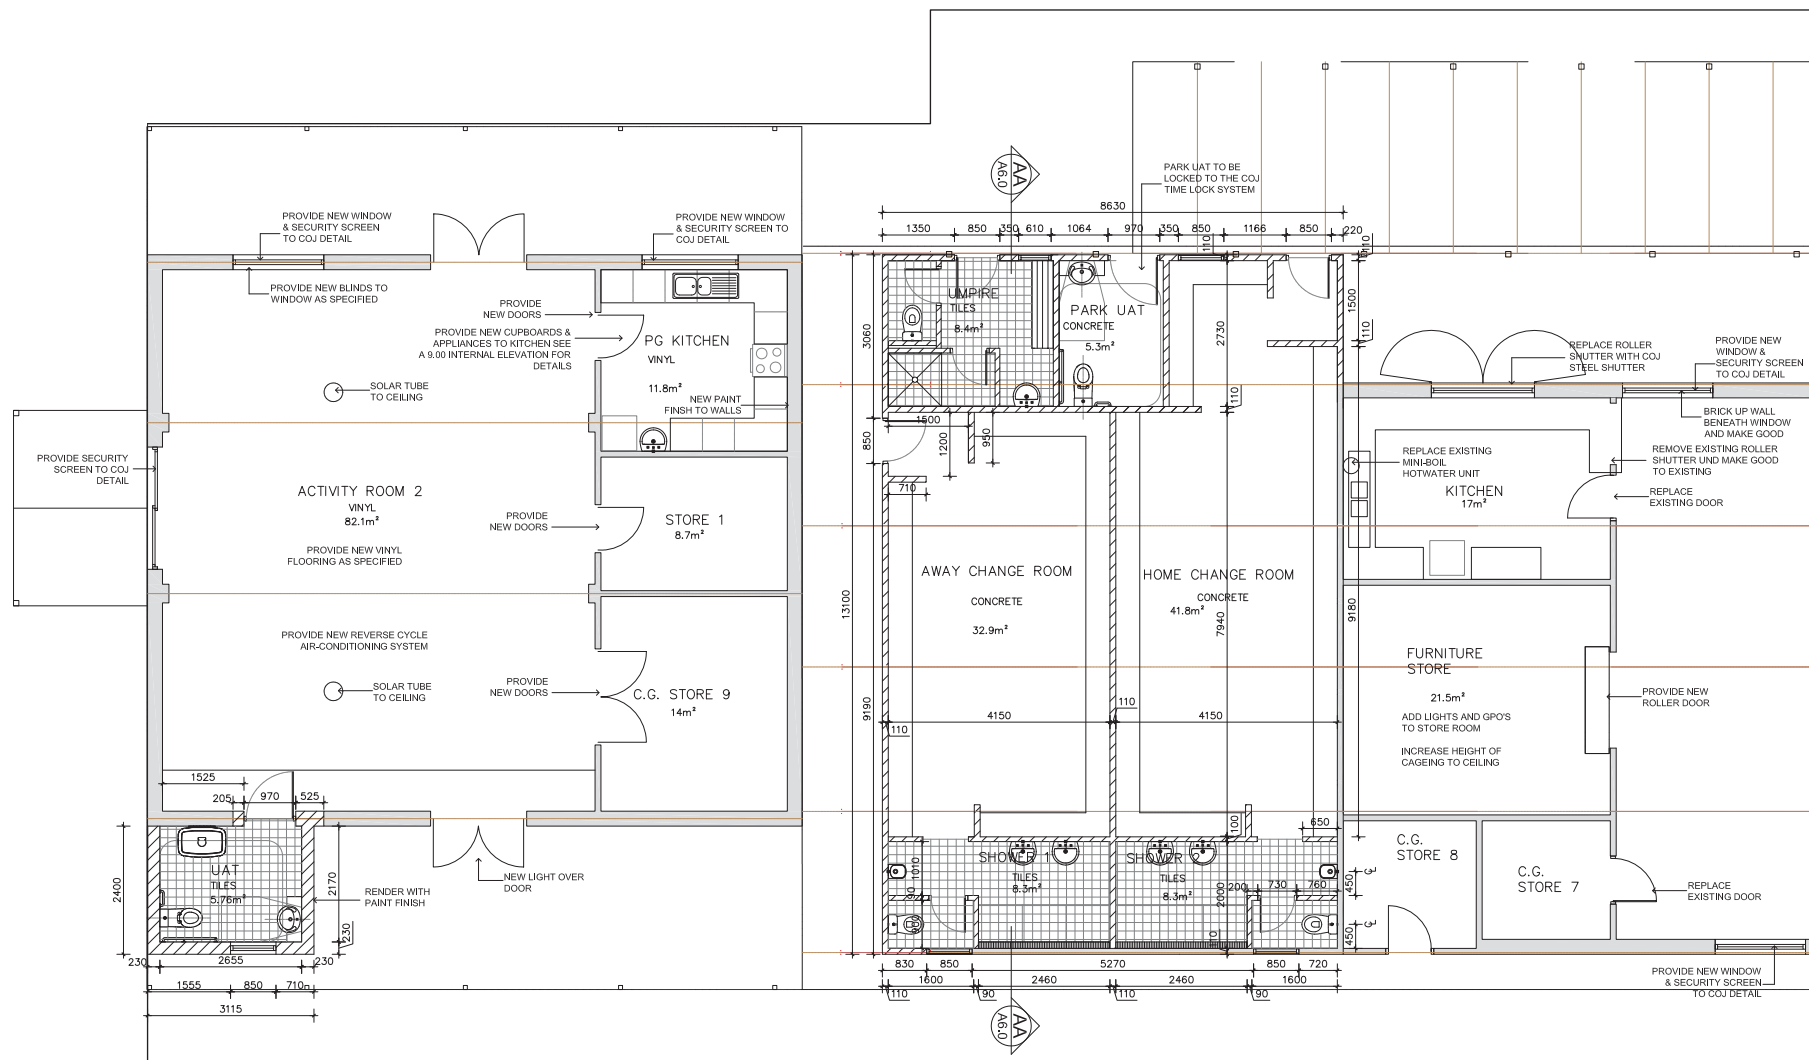 AA
A6.0
PARK UAT TO BE
LOCKED TO THE COJ
TIME LOCK SYSTEM
8630
1350
850
350
610
1064
970
350
850
110
1166
850
220
110
PROVIDE NEW WINDOW
& SECURITY SCREEN
TO COJ DETAIL
PROVIDE NEW WINDOW
& SECURITY SCREEN TO
COJ DETAIL
PROVIDE NEW BLINDS TO
WINDOW AS SPECIFIED
PROVIDE
NEW DOORS
PROVIDE NEW CUPBOARDS &
APPLIANCES TO KITCHEN SEE
A 9.00 INTERNAL ELEVATION FOR
DETAILS
PG KITCHEN
VINYL
11.8m²
NEW PAINT
FINSH TO WALLS
SOLAR TUBE
TO CEILING
UMPIRE
TILES
8.4m²
PARK UAT
CONCRETE
5.3m²
3060
2730
110
1500
110
REPLACE ROLLER
SHUTTER WITH COJ
STEEL SHUTTER
PROVIDE NEW
WINDOW &
SECURITY SCREEN
TO COJ DETAIL
BRICK UP WALL
BENEATH WINDOW
AND MAKE GOOD
REMOVE EXISTING ROLLER
SHUTTER UND MAKE GOOD
TO EXISTING
REPLACE EXISTING
MINI-BOIL
HOTWATER UNIT
KITCHEN
17m²
REPLACE
EXISTING DOOR
PROVIDE SECURITY
SCREEN TO COJ
DETAIL
ACTIVITY ROOM 2
VINYL
82.1m²
PROVIDE NEW VINYL
FLOORING AS SPECIFIED
PROVIDE
NEW DOORS
STORE 1
8.7m²
1500
850
1200
950
710
AWAY CHANGE ROOM
CONCRETE
32.9m²
HOME CHANGE ROOM
CONCRETE
41.8m²
13100
7940
9180
PROVIDE NEW REVERSE CYCLE
AIR-CONDITIONING SYSTEM
SOLAR TUBE
TO CEILING
PROVIDE
NEW DOORS
C.G. STORE 9
14m²
9190
4150
110
4150
110
FURNITURE
STORE
21.5m²
ADD LIGHTS AND GPO'S
TO STORE ROOM
INCREASE HEIGHT OF
CAGEING TO CEILING
PROVIDE NEW
ROLLER DOOR
1525
205
970
525
2400
2170
230
UAT
TILES
5.76m²
RENDER WITH
PAINT FINISH
NEW LIGHT OVER
DOOR
100
650
SHOWER 1
TILES
8.3m²
SHOWER 2
TILES
8.3m²
1010
90
900
200
730
760
2000
110
450
450
C.G.
STORE 8
C.G.
STORE 7
REPLACE
EXISTING DOOR
PROVIDE NEW WINDOW
& SECURITY SCREEN
TO COJ DETAIL
230
2655
230
1555
850
710
3115
830
850
5270
850
720
1600
2460
2460
1600
110
90
110
90
AA
A6.0